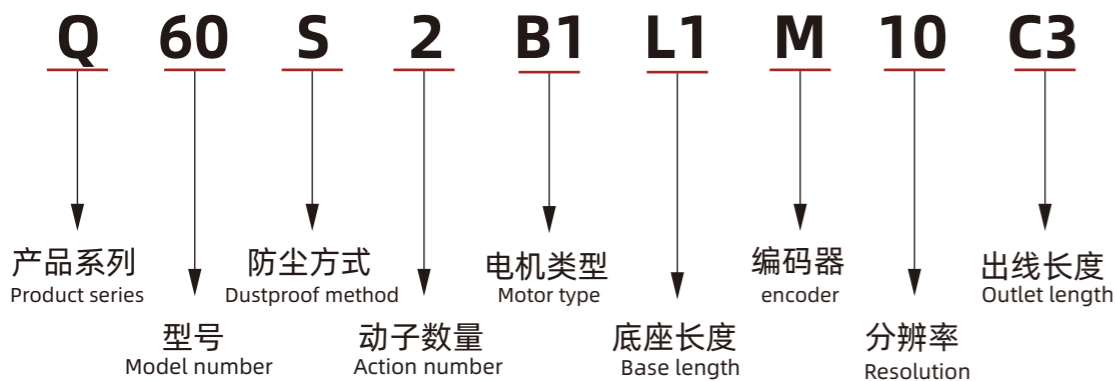 Q 60 S 2 B1 L1 M 10 C3
产品系列
Product series
型号
Model number
防尘方式
Dustproof method
动子数量
Action number
电机类型
Motor type
底座长度
Base length
编码器
encoder
分辨率
Resolution
出线长度
Outlet length